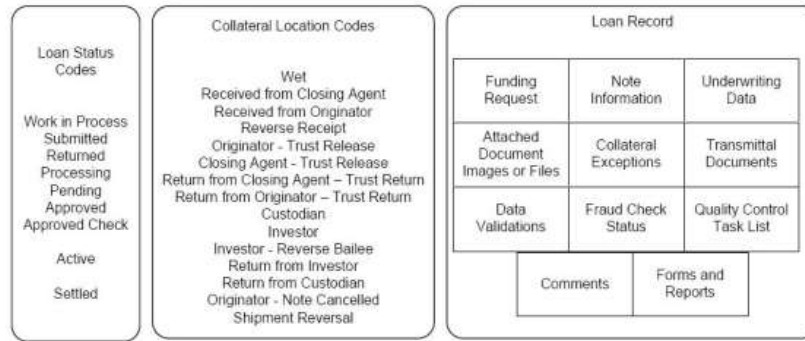 Loan Status
Codes
Work in Process
Submitted
Returned
Processing
Pending
Approved
Approved Check
Active
Settled
Collateral Location Codes
Wet
Received from Closing Agent
Received from Originator
Reverse Receipt
Originator - Trust Release
Closing Agent - Trust Release
Return from Closing Agent – Trust Return
Return from Originator – Trust Return
Custodian
Investor
Investor - Reverse Bailee
Return from Investor
Return from Custodian
Originator - Note Cancelled
Shipment Reversal
Loan Record
Funding
Request
Note
Information
Underwriting
Data
Attached
Document
Images or Files
Collateral
Exceptions
Transmittal
Documents
Data
Validations
Fraud Check
Status
Quality Control
Task List
Comments
Forms and
Reports